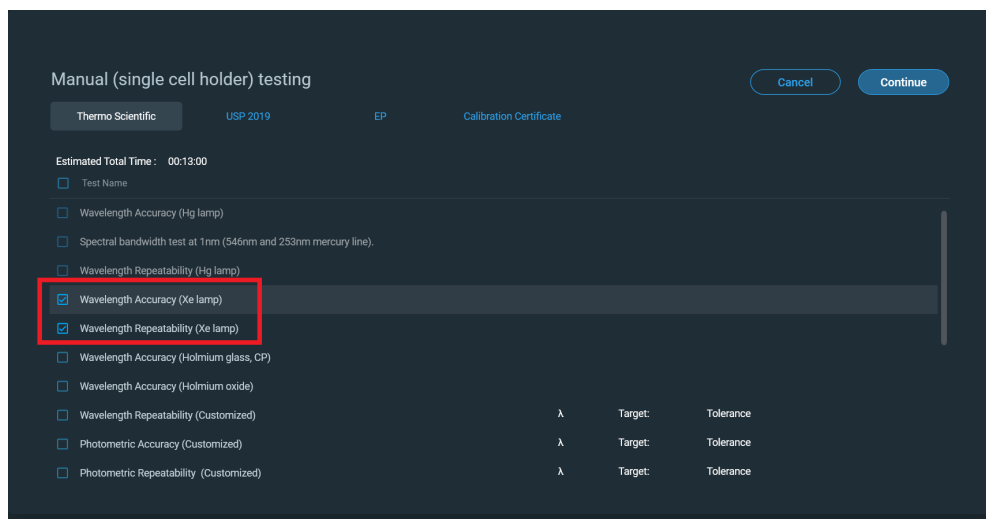 Manual (single cell holder) testing
Cancel
Continue
Thermo Scientific
USP 2019
EP
Calibration Certificate
Estimated Total Time : 00:13:00
Test Name
Wavelength Accuracy (Hg lamp)
Spectral bandwidth test at 1nm (546nm and 253nm mercury line).
Wavelength Repeatability (Hg lamp)
Wavelength Accuracy (Xe lamp)
Wavelength Repeatability (Xe lamp)
Wavelength Accuracy (Holmium glass, CP)
Wavelength Accuracy (Holmium oxide)
Wavelength Repeatability (Customized) λ Target: Tolerance
Photometric Accuracy (Customized) λ Target: Tolerance
Photometric Repeatability (Customized) λ Target: Tolerance